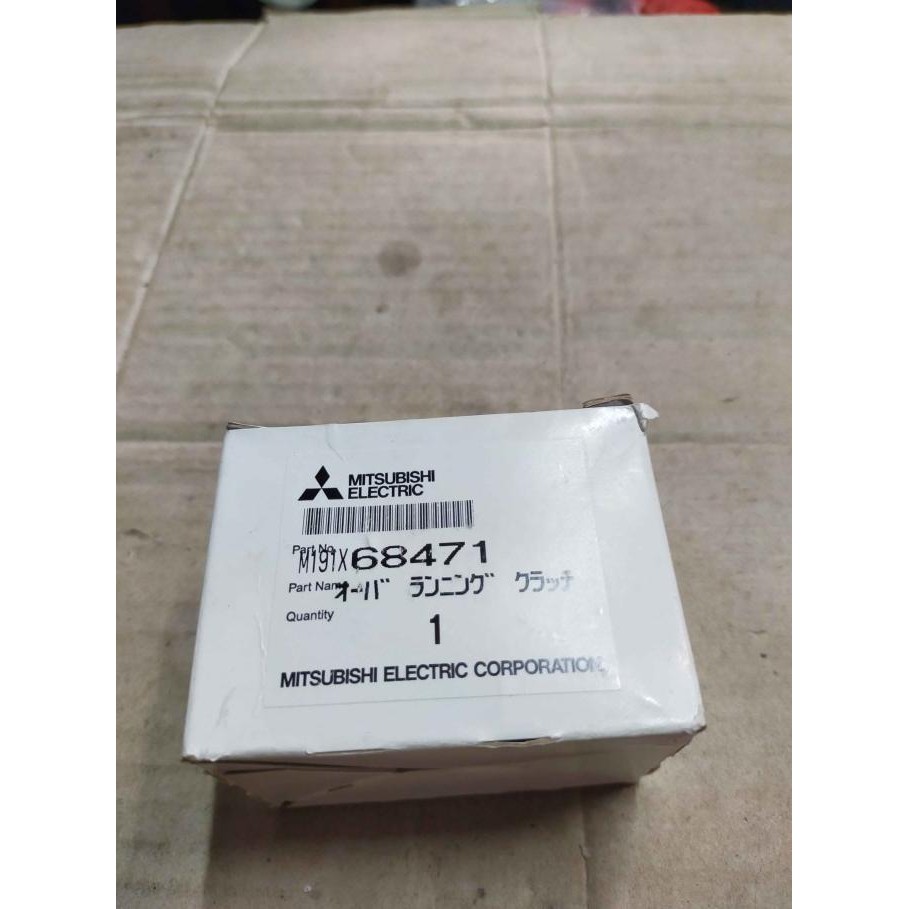 MITSUBISHI
ELECTRIC
Part No.
M191X68471
Part Name オーバ ランニング クラッチ
Quantity
1
MITSUBISHI ELECTRIC CORPORATION